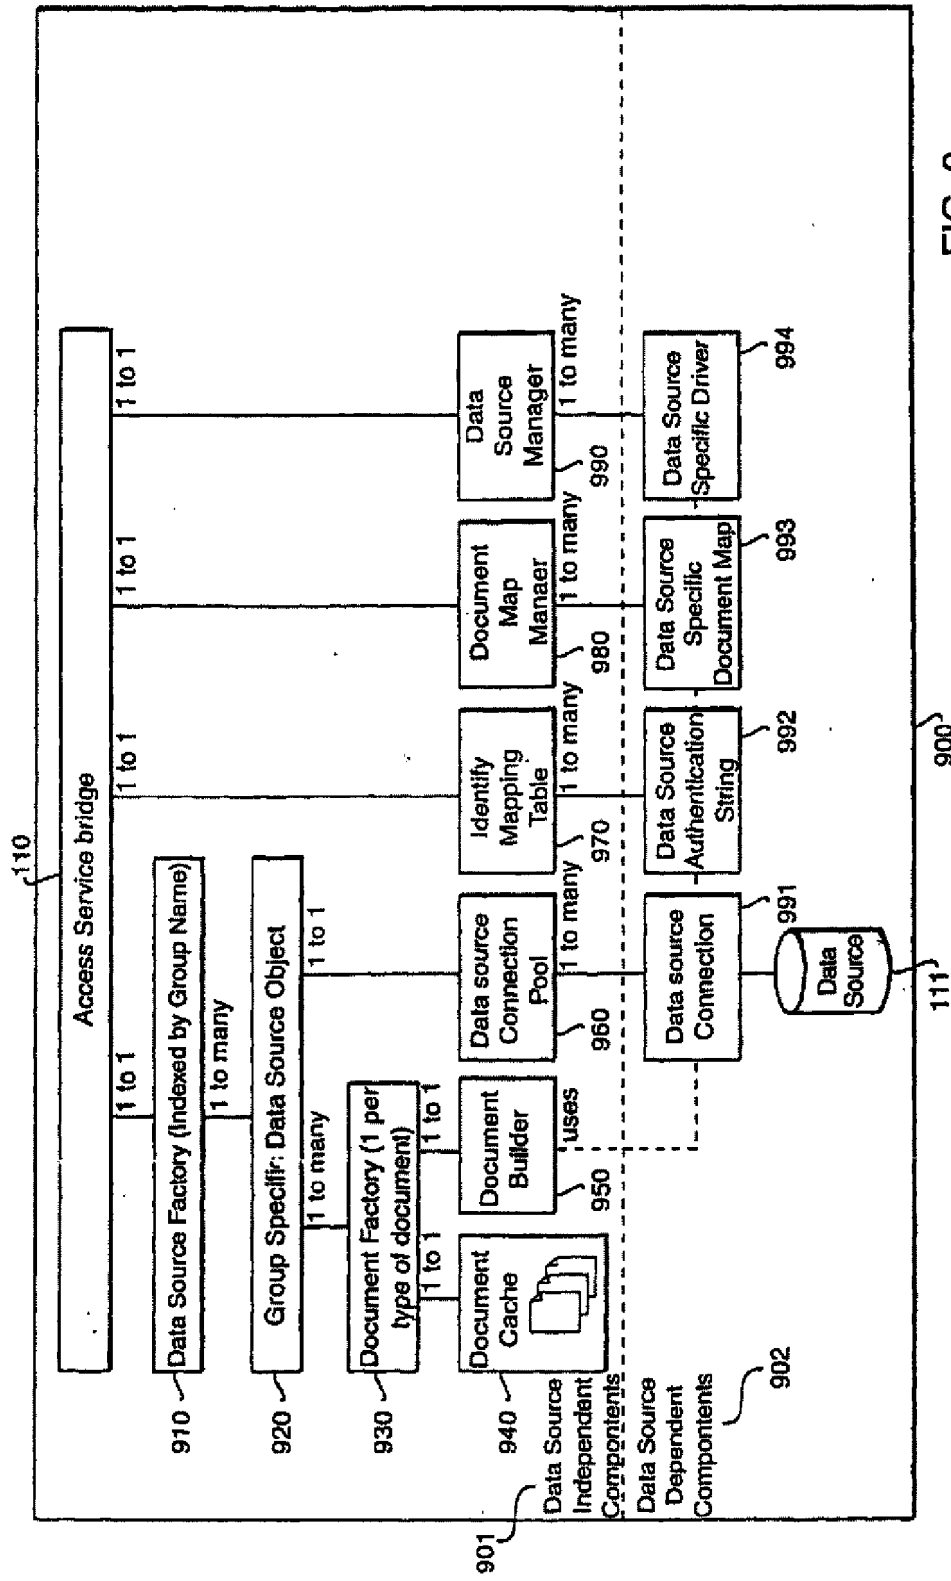 110
Access Service bridge
1 to 1
1 to 1
1 to 1
1 to 1
910
Data Source Factory (Indexed by Group Name)
1 to many
920
Group Specifir: Data Source Object
1 to many
1 to 1
930
Document Factory (1 per
type of document)
1 to 1
1 to 1
940
Document
Cache
Document
Builder
950
uses
Data source
Connection
Pool
960
1 to many
Identify
Mapping
Table
970
1 to many
Document
Map
Manaer
980
1 to many
Data
Source
Manager
990
1 to many
901
Data Source
Independent
Compontents
Data Source
Dependent
Compontents
902
Data source
Connection
991
Data Source
Authentication
String
992
Data Source
Specific
Document Map
993
Data Source
Specific Driver
994
Data
Source
111
900
FIG.